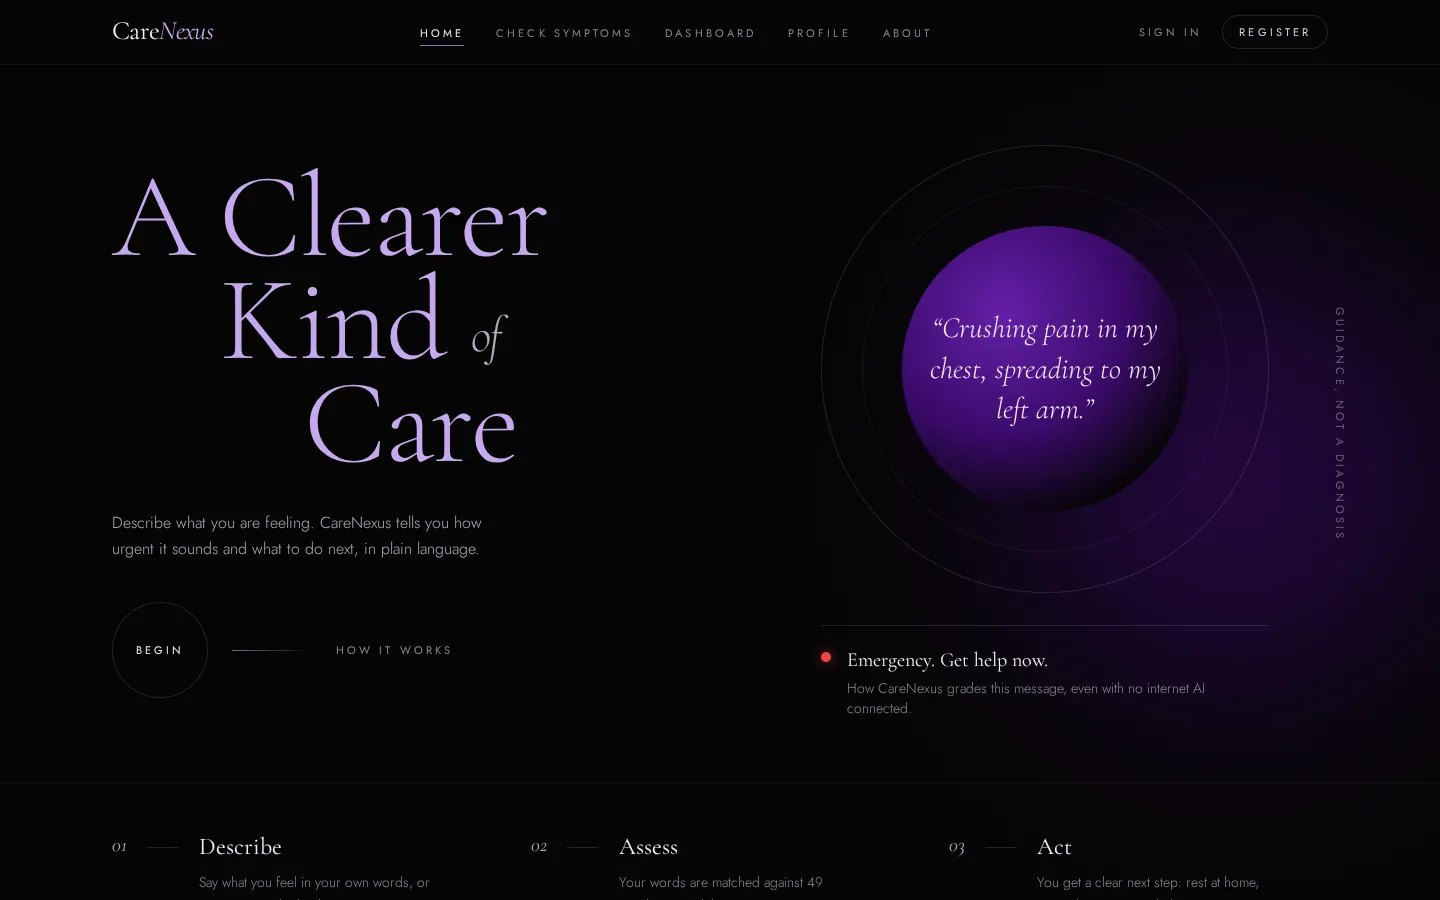 CareNexus
HOME
CHECK SYMPTOMS
DASHBOARD
PROFILE
ABOUT
SIGN IN
REGISTER
A Clearer
Kind of
Care
Describe what you are feeling. CareNexus tells you how
urgent it sounds and what to do next, in plain language.
BEGIN
HOW IT WORKS
“Crushing pain in my
chest, spreading to my
left arm.”
GUIDANCE, NOT A DIAGNOSIS
Emergency. Get help now.
How CareNexus grades this message, even with no internet AI
connected.
01
Describe
Say what you feel in your own words, or
02
Assess
Your words are matched against 49
03
Act
You get a clear next step: rest at home,